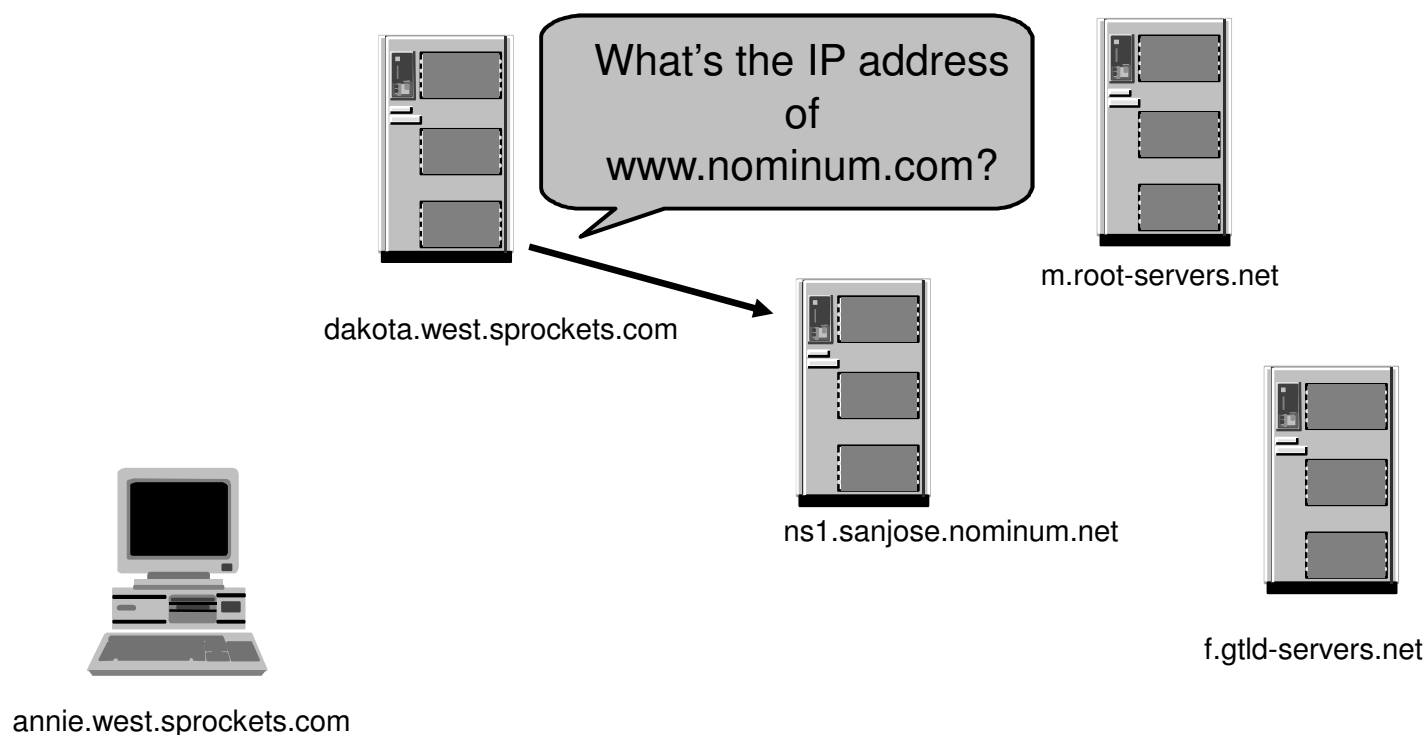 What's the IP address
of
www.nominum.com?
m.root-servers.net
dakota.west.sprockets.com
ns1.sanjose.nominum.net
f.gtld-servers.net
annie.west.sprockets.com